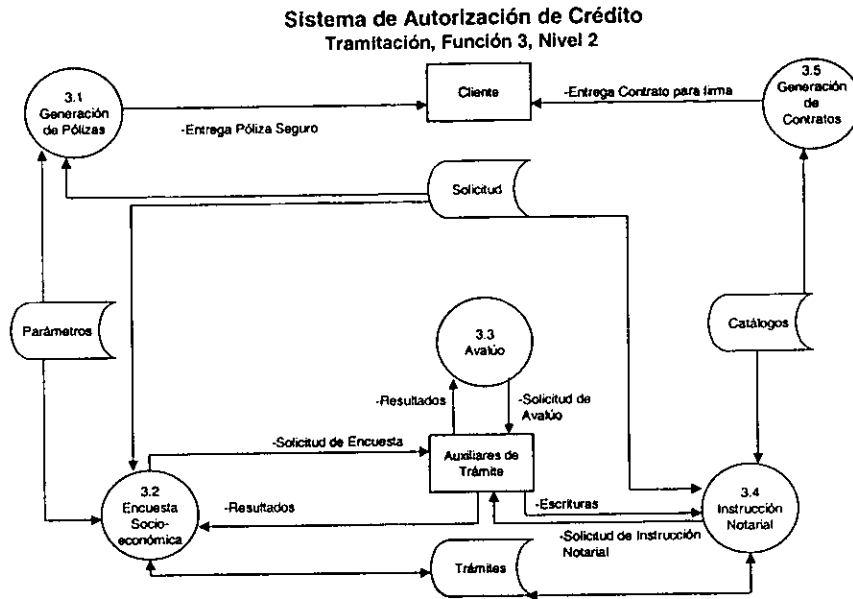 Sistema de Autorización de Crédito
Tramitación, Función 3, Nivel 2
3.1
Generación
de Pólizas
Cliente
3.5
Generación
de
Contratos
-Entrega Contrato para firma
-Entrega Póliza Seguro
Solicitud
Parámetros
Catálogos
3.3
Avalúo
-Resultados
-Solicitud de
Avalúo
-Solicitud de Encuesta
Auxiliares de
Trámite
3.2
Encuesta
Socio-
económica
-Resultados
-Escrituras
3.4
Instrucción
Notarial
-Solicitud de Instrucción
Notarial
Trámites